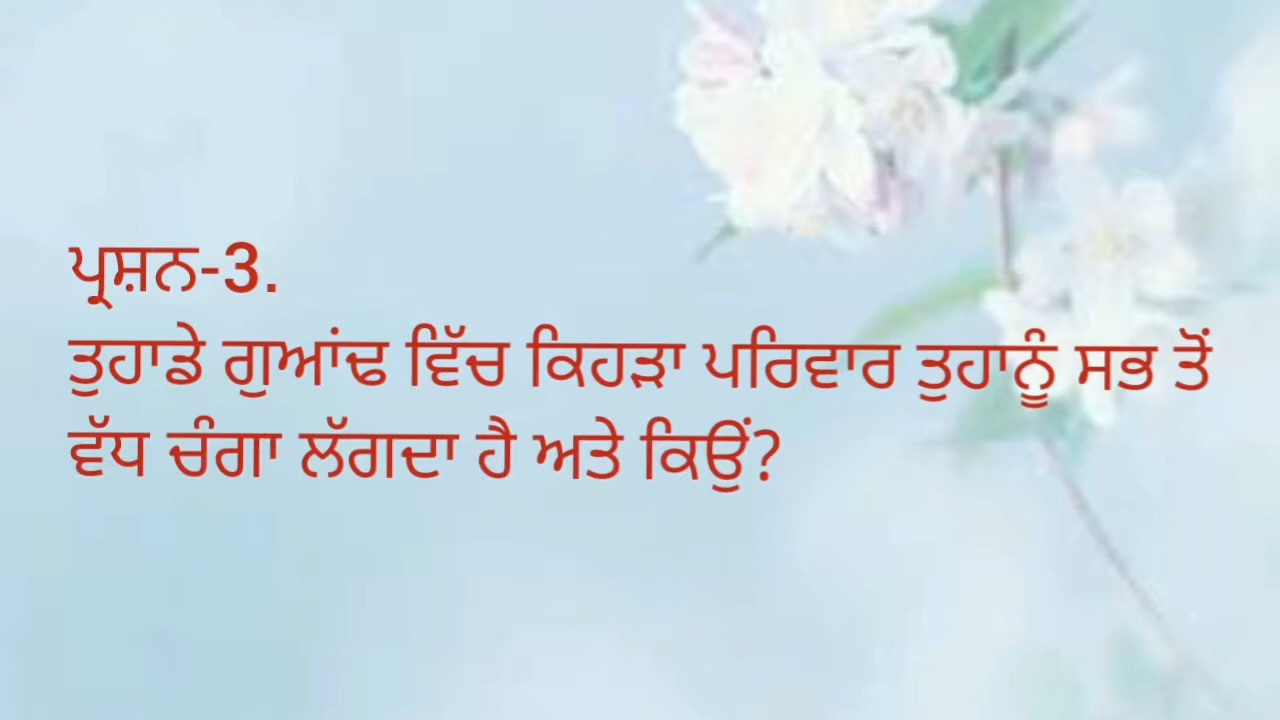 ਪ੍ਰਸ਼ਨ-3.
ਤੁਹਾਡੇ ਗੁਆਂਢ ਵਿੱਚ ਕਿਹੜਾ ਪਰਿਵਾਰ ਤੁਹਾਨੂੰ ਸਭ ਤੋਂ
ਵੱਧ ਚੰਗਾ ਲੱਗਦਾ ਹੈ ਅਤੇ ਕਿਉਂ?